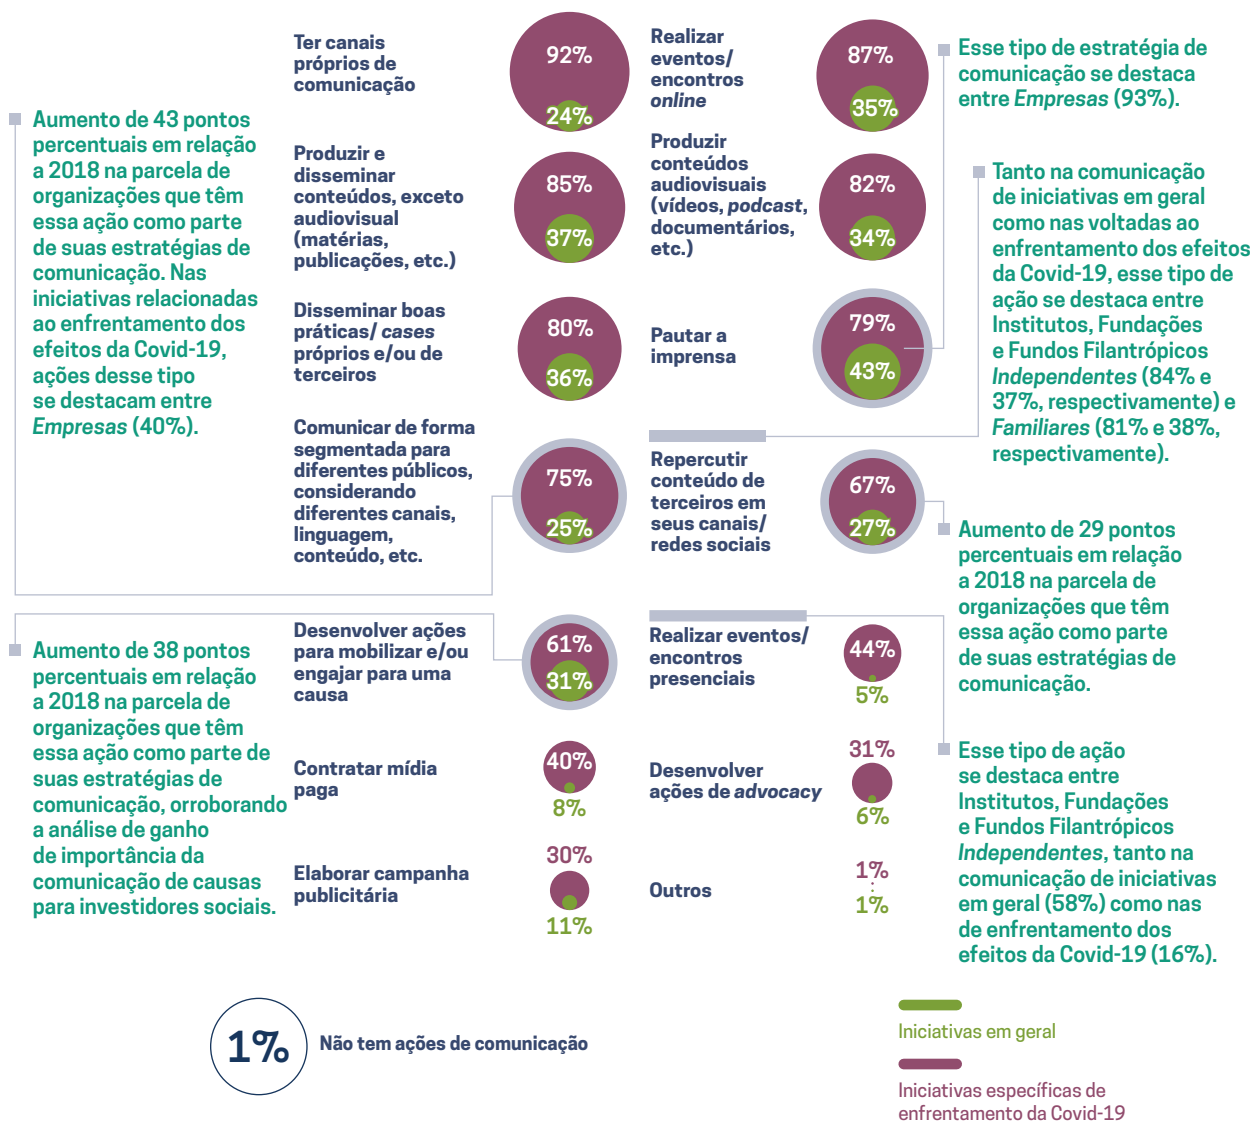 Ter canais
próprios de
comunicação
92%
24%
Realizar
eventos/
encontros
online
87%
35%
Esse tipo de estratégia de
comunicação se destaca
entre Empresas (93%).
Aumento de 43 pontos
percentuais em relação
a 2018 na parcela de
organizações que têm
essa ação como parte
de suas estratégias de
comunicação. Nas
iniciativas relacionadas
ao enfrentamento dos
efeitos da Covid-19,
ações desse tipo
se destacam entre
Empresas (40%).
Produzir e
disseminar
conteúdos, exceto
audiovisual
(matérias,
publicações, etc.)
85%
37%
Produzir
conteúdos
audiovisuais
(vídeos, podcast,
documentários,
etc.)
82%
34%
Tanto na comunicação
de iniciativas em geral
como nas voltadas ao
enfrentamento dos efeitos
da Covid-19, esse tipo de
ação se destaca entre
Institutos, Fundações
e Fundos Filantrópicos
Independentes (84% e
37%, respectivamente) e
Familiares (81% e 38%,
respectivamente).
Disseminar boas
práticas/ cases
próprios e/ou de
terceiros
80%
36%
Pautar a
imprensa
79%
43%
Comunicar de forma
segmentada para
diferentes públicos,
considerando
diferentes canais,
linguagem,
conteúdo, etc.
75%
25%
Repercutir
conteúdo de
terceiros em
seus canais/
redes sociais
67%
27%
Aumento de 29 pontos
percentuais em relação
a 2018 na parcela de
organizações que têm
essa ação como parte
de suas estratégias de
comunicação.
Aumento de 38 pontos
percentuais em relação
a 2018 na parcela de
organizações que têm
essa ação como parte de
suas estratégias de
comunicação, orroborando
a análise de ganho
de importância da
comunicação de causas
para investidores sociais.
Desenvolver ações
para mobilizar e/ou
engajar para uma
causa
61%
31%
Realizar eventos/
encontros
presenciais
44%
5%
Esse tipo de ação
se destaca entre
Institutos, Fundações
e Fundos Filantrópicos
Independentes, tanto na
comunicação de iniciativas
em geral (58%) como nas
de enfrentamento dos
efeitos da Covid-19 (16%).
Contratar mídia
paga
40%
8%
Desenvolver
ações de advocacy
31%
6%
Elaborar campanha
publicitária
30%
11%
Outros
1%
1%
1%
Não tem ações de comunicação
Iniciativas em geral
Iniciativas específicas de
enfrentamento da Covid-19